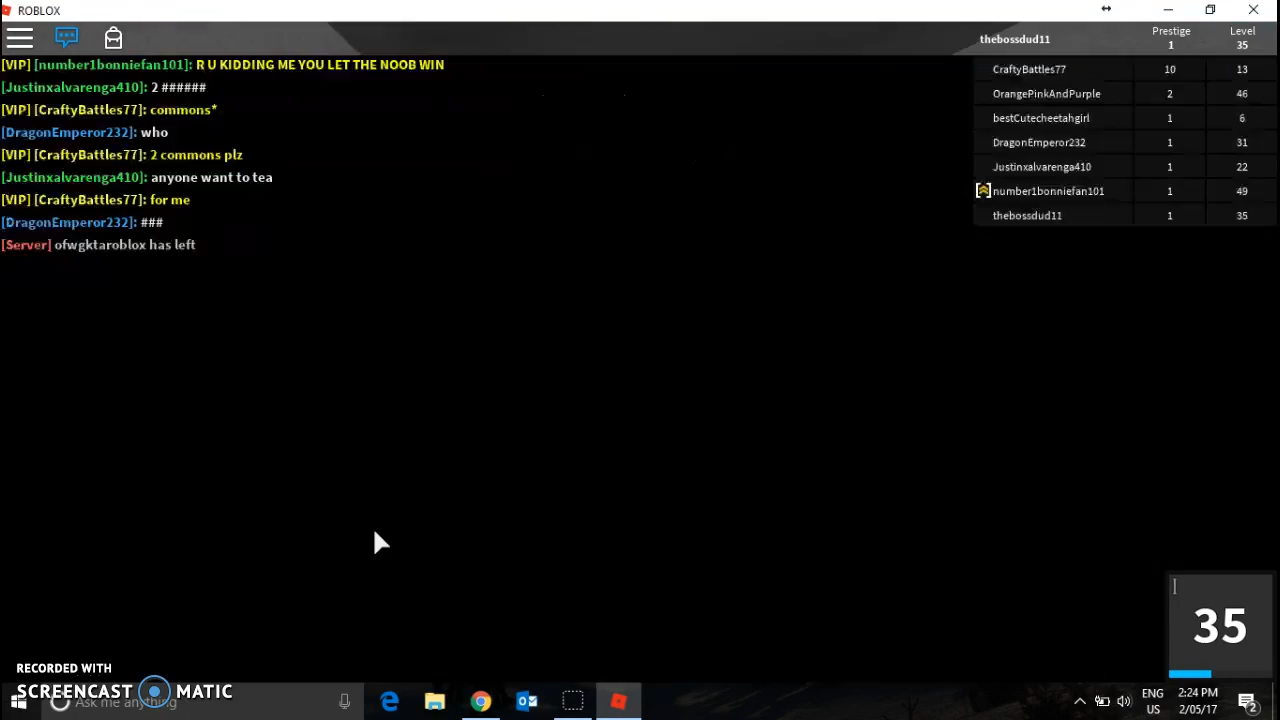 ROBLOX
thebossdud11 Prestige 1 Level 35
[VIP] [number1bonniefan101]: R U KIDDING ME YOU LET THE NOOB WIN
[Justinxalvarenga410]: 2 ######
[VIP] [CraftyBattles77]: commons*
[DragonEmperor232]: who
[VIP] [CraftyBattles77]: 2 commons plz
[Justinxalvarenga410]: anyone want to tea
[VIP] [CraftyBattles77]: for me
[DragonEmperor232]: ###
[Server] ofwgktaroblox has left
CraftyBattles77 10 13
OrangePinkAndPurple 2 46
bestCutecheetahgirl 1 6
DragonEmperor232 1 31
Justinxalvarenga410 1 22
number1bonniefan101 1 49
thebossdud11 1 35
35
RECORDED WITH
SCREENCAST MATIC
Ask me anything
ENG
US
2:24 PM
2/05/17
2